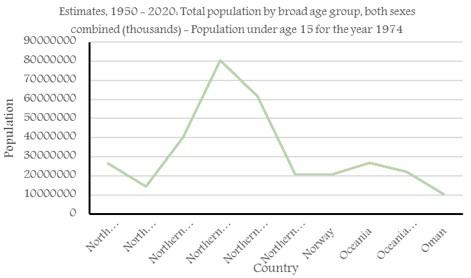 Estimates, 1950 - 2020: Total population by broad age group, both sexes
combined (thousands) - Population under age 15 for the year 1974
90000000
80000000
70000000
60000000
50000000
40000000
30000000
20000000
10000000
0
Population
North...
North...
Northern...
Northern...
Northern...
Northern...
Norway
Oceania
Oceania...
Oman
Country